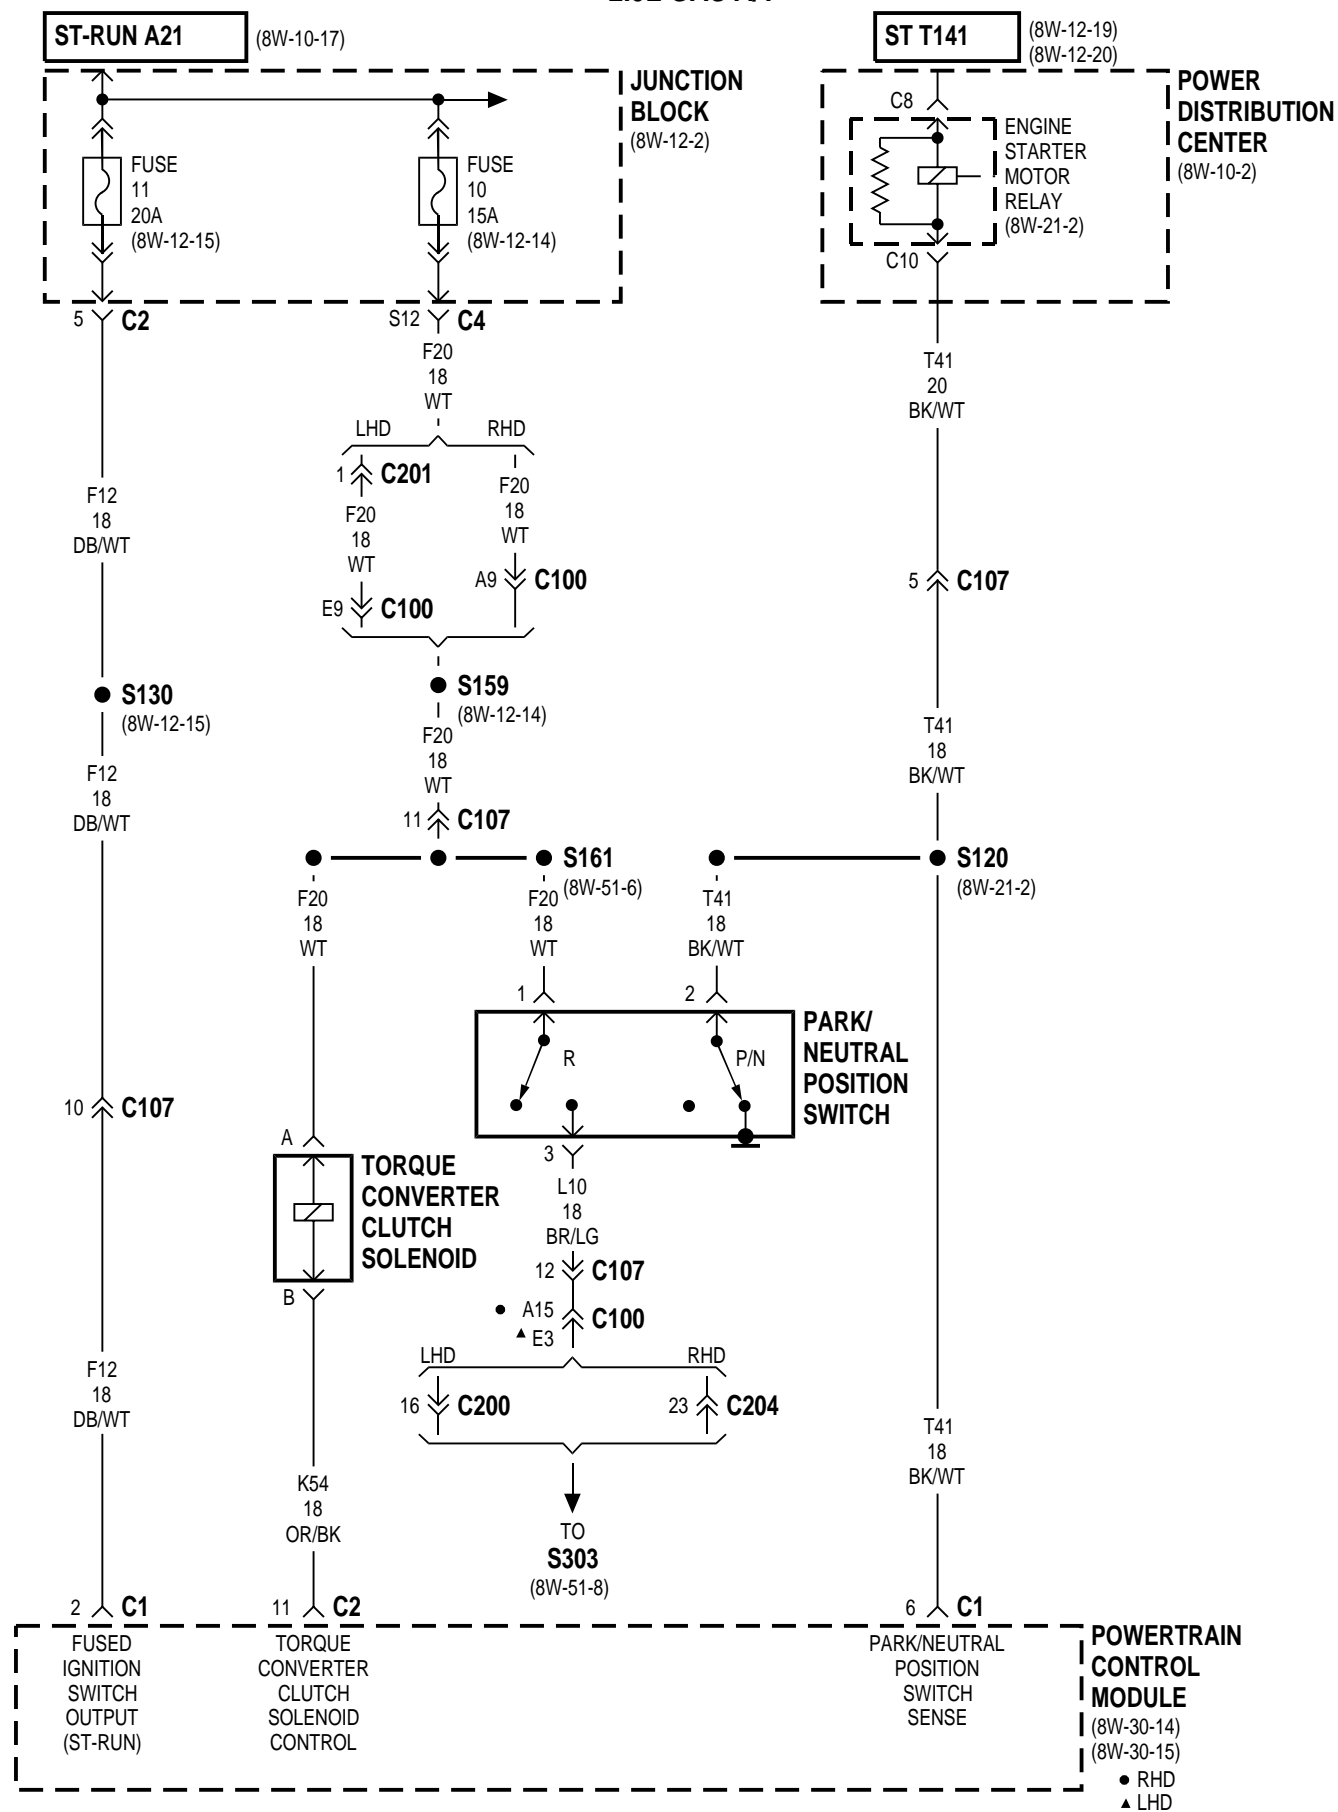 ST-RUN A21
(8W-10-17)
ST T141
(8W-12-19)
(8W-12-20)
JUNCTION
BLOCK
(8W-12-2)
POWER
DISTRIBUTION
CENTER
(8W-10-2)
C8
ENGINE
STARTER
MOTOR
RELAY
(8W-21-2)
C10
FUSE
11
20A
(8W-12-15)
FUSE
10
15A
(8W-12-14)
5 C2
S12 C4
F20
18
WT
T41
20
BK/WT
LHD RHD
1 C201
F20
18
WT
F20
18
WT
F12
18
DB/WT
A9 C100
E9 C100
5 C107
S130
(8W-12-15)
S159
(8W-12-14)
F20
18
WT
T41
18
BK/WT
F12
18
DB/WT
11 C107
S161
(8W-51-6)
S120
(8W-21-2)
F20
18
WT
F20
18
WT
T41
18
BK/WT
1
2
PARK/
NEUTRAL
POSITION
SWITCH
R
P/N
10 C107
A
3
TORQUE
CONVERTER
CLUTCH
SOLENOID
L10
18
BR/LG
12 C107
B
● A15
▲ E3
C100
LHD RHD
16 C200
23 C204
F12
18
DB/WT
T41
18
BK/WT
K54
18
OR/BK
TO
S303
(8W-51-8)
2 C1
11 C2
6 C1
FUSED
IGNITION
SWITCH
OUTPUT
(ST-RUN)
TORQUE
CONVERTER
CLUTCH
SOLENOID
CONTROL
PARK/NEUTRAL
POSITION
SWITCH
SENSE
POWERTRAIN
CONTROL
MODULE
(8W-30-14)
(8W-30-15)
● RHD
▲ LHD